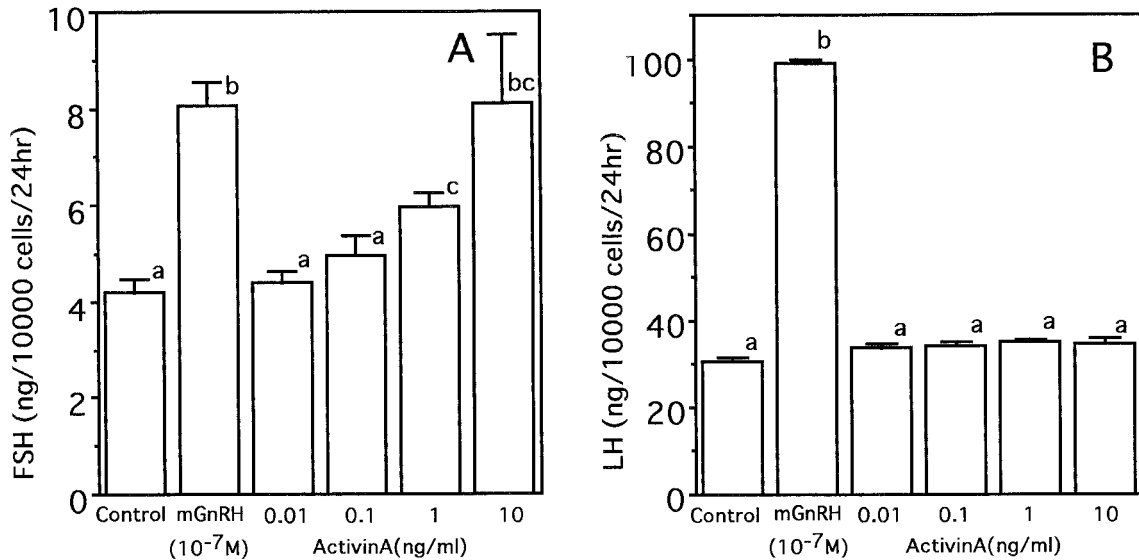 A
FSH (ng/10000 cells/24hr)
10
8
6
4
2
0
a
b
a
a
c
bc
Control mGnRH 0.01 0.1 1 10
(10⁻⁷M) ActivinA(ng/ml)
B
LH (ng/10000 cells/24hr)
100
80
60
40
20
0
a
b
a
a
a
a
Control mGnRH 0.01 0.1 1 10
(10⁻⁷M) ActivinA(ng/ml)